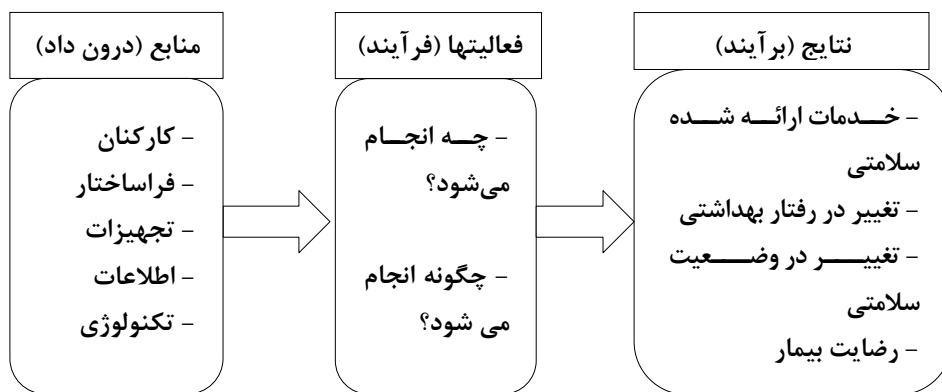 منابع (درون داد)
- کارکنان
- فراساختار
- تجهیزات
- اطلاعات
- تکنولوژی
فعالیتها (فرآیند)
- چه انجام
می‌شود؟
- چگونه انجام
می شود؟
نتایج (برآیند)
- خدمات ارائه شده
سلامتی
- تغییر در رفتار بهداشتی
- تغییر در وضعیت
سلامتی
- رضایت بیمار